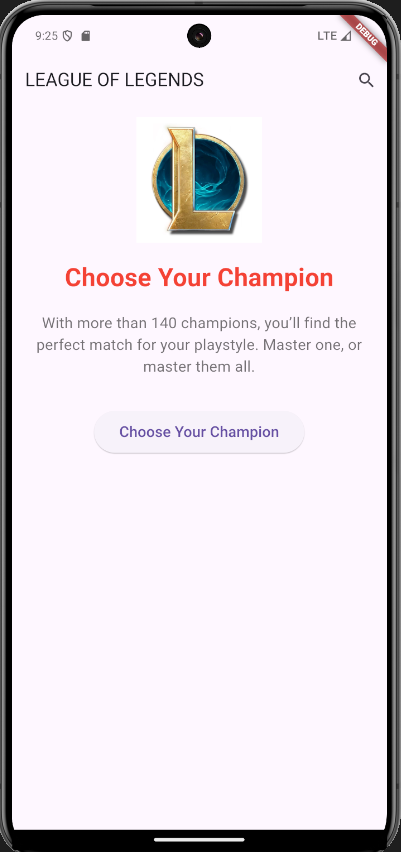 9:25
LTE
DEBUG
LEAGUE OF LEGENDS
L
Choose Your Champion
With more than 140 champions, you’ll find the
perfect match for your playstyle. Master one, or
master them all.
Choose Your Champion